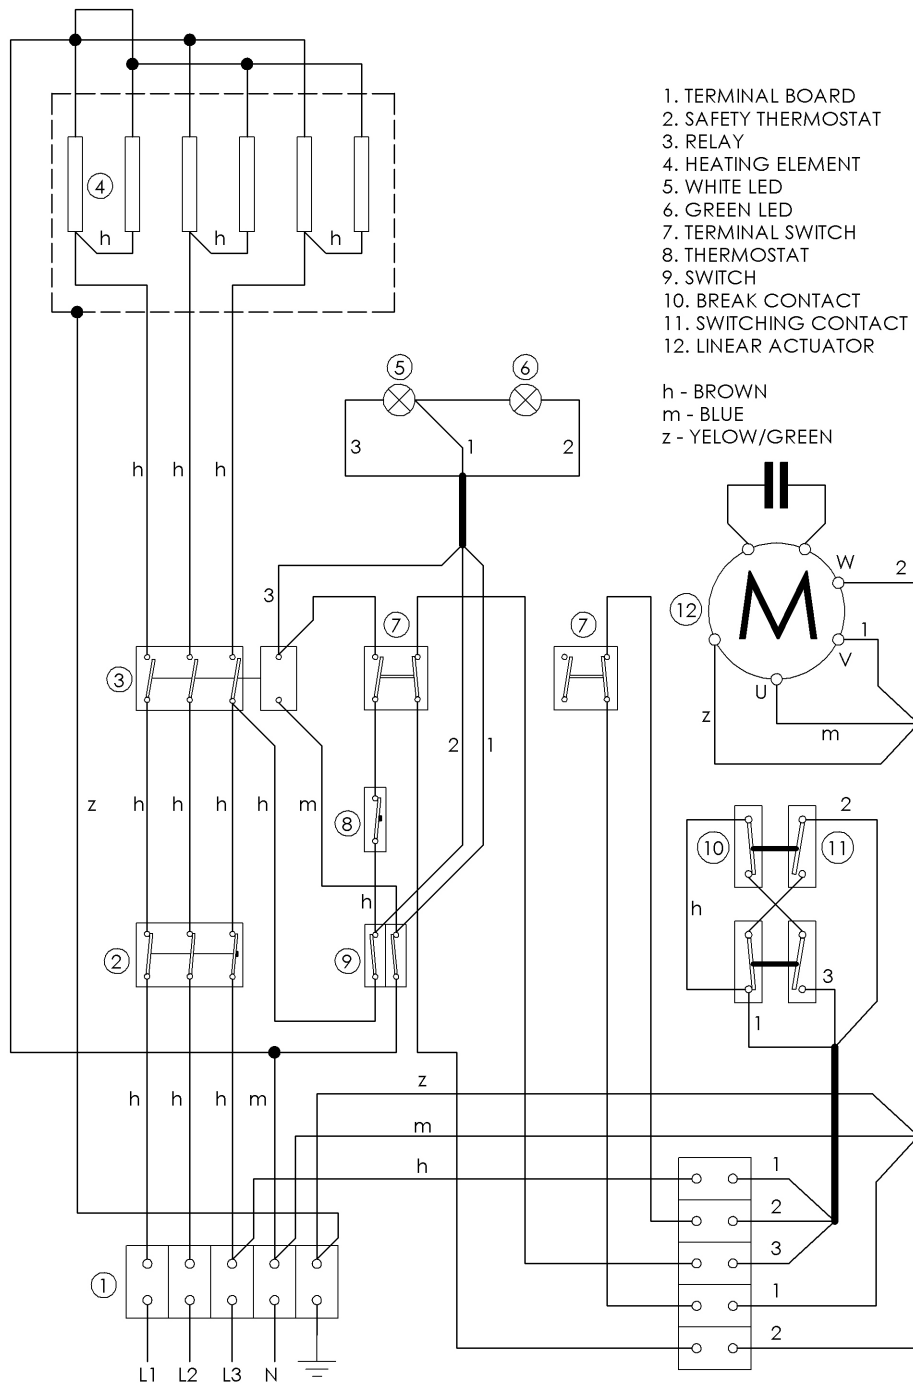 1. TERMINAL BOARD
2. SAFETY THERMOSTAT
3. RELAY
4. HEATING ELEMENT
5. WHITE LED
6. GREEN LED
7. TERMINAL SWITCH
8. THERMOSTAT
9. SWITCH
10. BREAK CONTACT
11. SWITCHING CONTACT
12. LINEAR ACTUATOR
h - BROWN
m - BLUE
z - YELOW/GREEN
4
h h h
5 6
3 1 2
h h h
W 2
M
12
1
V
U
z m
3
7 7
3
2 1
z h h h h m
8
2
10 11
h
h
2
9
3
1
h h h m
z
m
h
1
2
3
1
2
1
L1 L2 L3 N